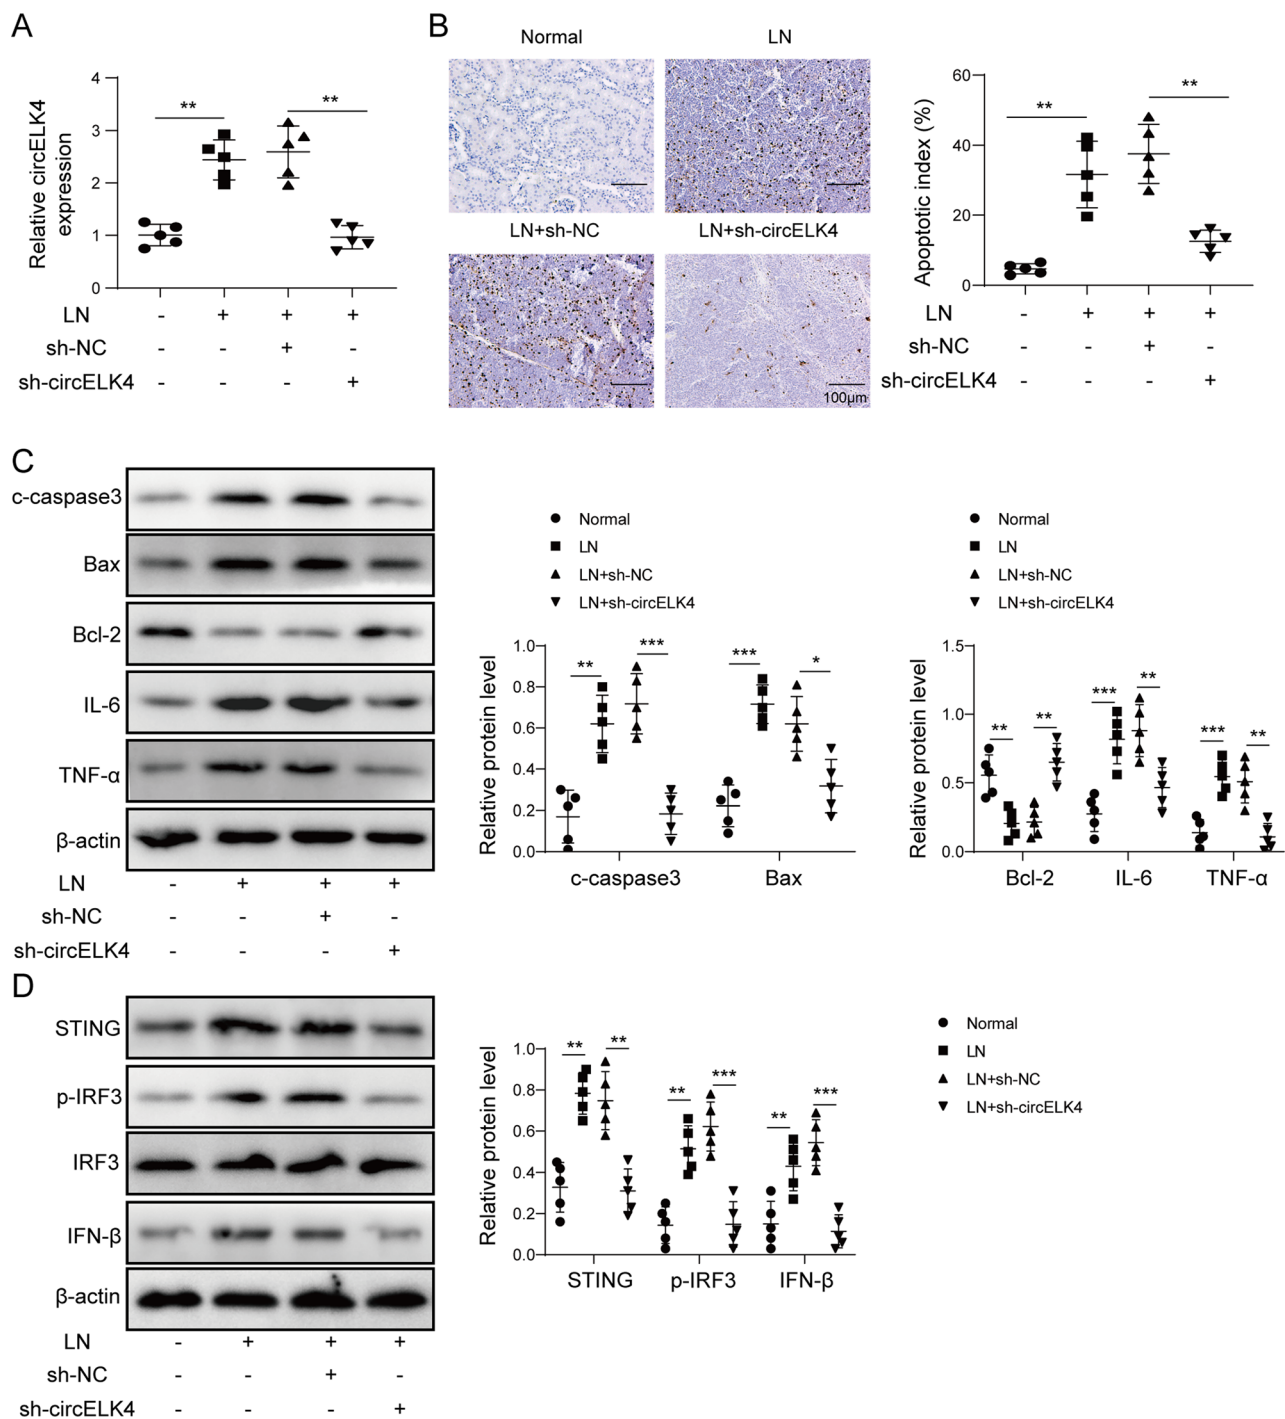 A
Relative circELK4
expression
4
3
2
1
0
**
**
LN - + + +
sh-NC - - + -
sh-circELK4 - - - +
B
Normal
LN
LN+sh-NC
LN+sh-circELK4
100μm
Apoptotic index (%)
60
40
20
0
**
**
LN - + + +
sh-NC - - + -
sh-circELK4 - - - +
C
c-caspase3
Bax
Bcl-2
IL-6
TNF-α
β-actin
LN - + + +
sh-NC - - + -
sh-circELK4 - - - +
Normal
LN
LN+sh-NC
LN+sh-circELK4
Relative protein level
1.0
0.8
0.6
0.4
0.2
0.0
** *** *** *
c-caspase3 Bax
Normal
LN
LN+sh-NC
LN+sh-circELK4
Relative protein level
1.5
1.0
0.5
0.0
** ** *** ** *** **
Bcl-2 IL-6 TNF-α
D
STING
p-IRF3
IRF3
IFN-β
β-actin
LN - + + +
sh-NC - - + -
sh-circELK4 - - - +
Relative protein level
1.0
0.8
0.6
0.4
0.2
0.0
** ** ** *** ** ***
STING p-IRF3 IFN-β
Normal
LN
LN+sh-NC
LN+sh-circELK4